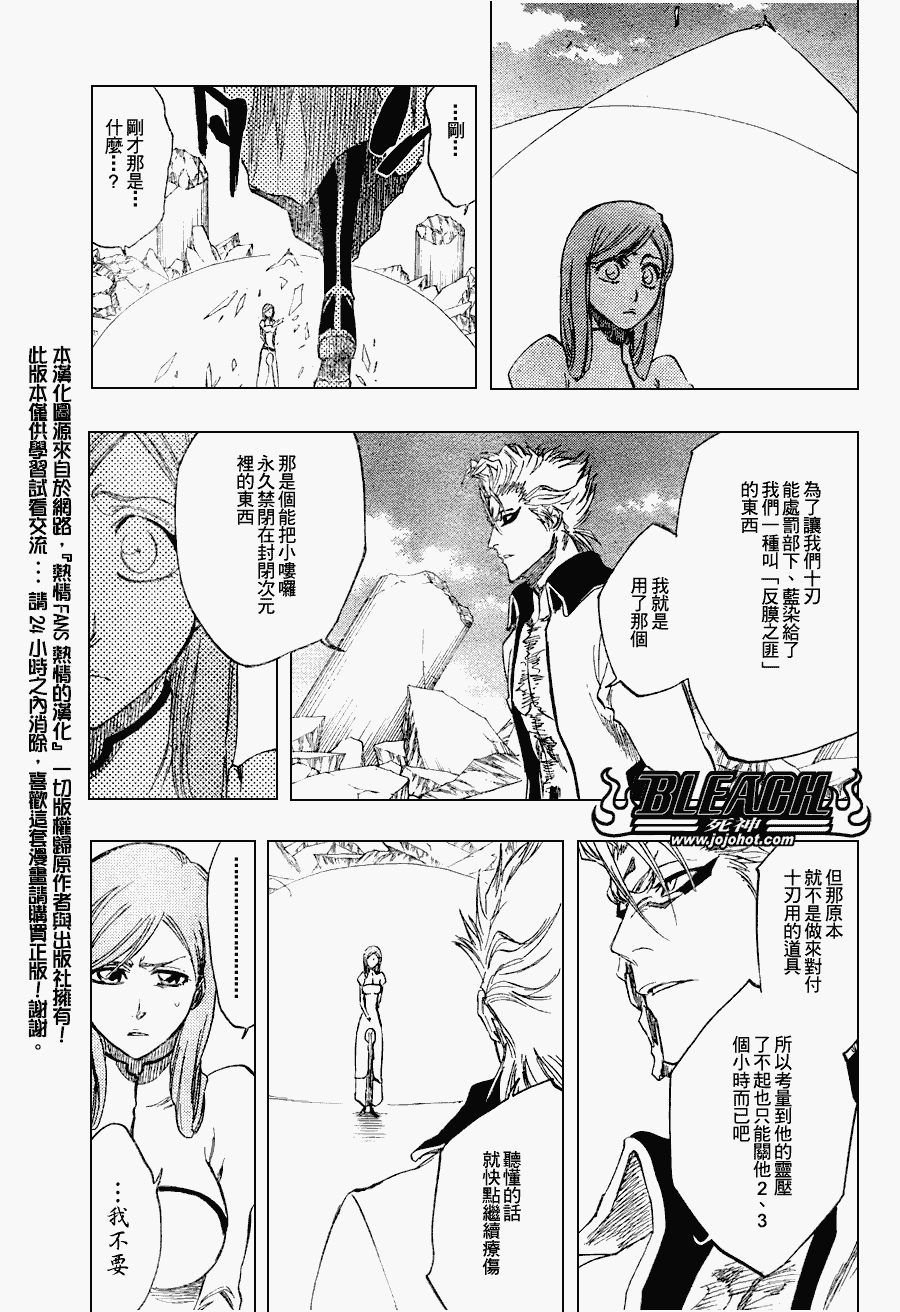 …剛…
剛才那是…
什麼…？
為了讓我們十刃
能處罰部下、藍染給了
我們一種叫「反膜之匪」
的東西
我就是
用了那個
那是個能把小嘍囉
永久禁閉在封閉次元
裡的東西
BLEACH
死神
www.jojohot.com
但那原本
就不是做來對付
十刃用的道具
所以考量到他的靈壓
了不起也只能關他2、3
個小時而已吧
聽懂的話
就快點繼續療傷
………………
…我不要
本漢化圖源來自於網路，『熱情FANS 熱情的漢化』一切版權歸原作者與出版社擁有！
此版本僅供學習試看交流…請24小時之內消除，喜歡這套漫畫請購買正版！謝謝。